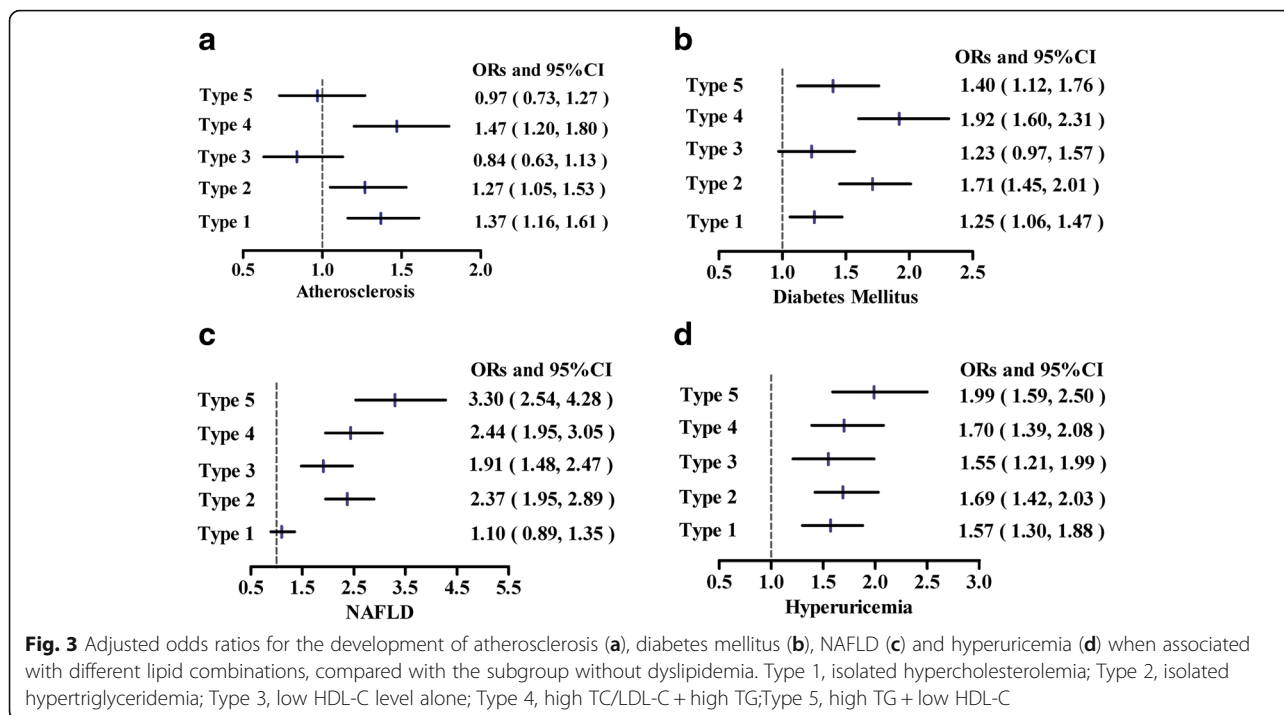 a
ORs and 95%CI
Type 5 0.97 ( 0.73, 1.27 )
Type 4 1.47 ( 1.20, 1.80 )
Type 3 0.84 ( 0.63, 1.13 )
Type 2 1.27 ( 1.05, 1.53 )
Type 1 1.37 ( 1.16, 1.61 )
0.5 1.0 1.5 2.0
Atherosclerosis
b
ORs and 95%CI
Type 5 1.40 ( 1.12, 1.76 )
Type 4 1.92 ( 1.60, 2.31 )
Type 3 1.23 ( 0.97, 1.57 )
Type 2 1.71 ( 1.45, 2.01 )
Type 1 1.25 ( 1.06, 1.47 )
0.5 1.0 1.5 2.0 2.5
Diabetes Mellitus
c
ORs and 95%CI
Type 5 3.30 ( 2.54, 4.28 )
Type 4 2.44 ( 1.95, 3.05 )
Type 3 1.91 ( 1.48, 2.47 )
Type 2 2.37 ( 1.95, 2.89 )
Type 1 1.10 ( 0.89, 1.35 )
0.5 1.5 2.5 3.5 4.5 5.5
NAFLD
d
ORs and 95%CI
Type 5 1.99 ( 1.59, 2.50 )
Type 4 1.70 ( 1.39, 2.08 )
Type 3 1.55 ( 1.21, 1.99 )
Type 2 1.69 ( 1.42, 2.03 )
Type 1 1.57 ( 1.30, 1.88 )
0.5 1.0 1.5 2.0 2.5 3.0
Hyperuricemia
Fig. 3 Adjusted odds ratios for the development of atherosclerosis (a), diabetes mellitus (b), NAFLD (c) and hyperuricemia (d) when associated
with different lipid combinations, compared with the subgroup without dyslipidemia. Type 1, isolated hypercholesterolemia; Type 2, isolated
hypertriglyceridemia; Type 3, low HDL-C level alone; Type 4, high TC/LDL-C + high TG;Type 5, high TG + low HDL-C